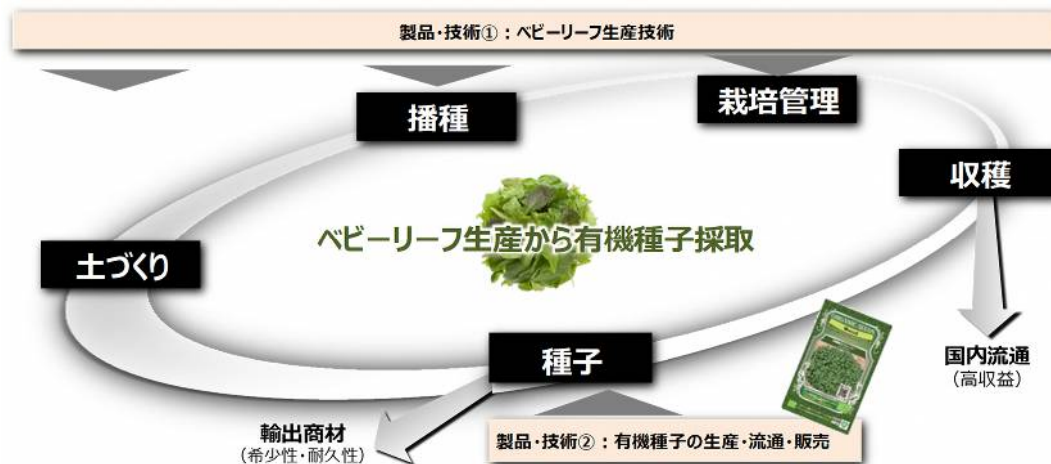 製品・技術①：ベビーリーフ生産技術
播種
栽培管理
収穫
ベビーリーフ生産から有機種子採取
土づくり
種子
国内流通
（高収益）
輸出商材
（希少性・耐久性）
製品・技術②：有機種子の生産・流通・販売
ORGANIC SEEDS